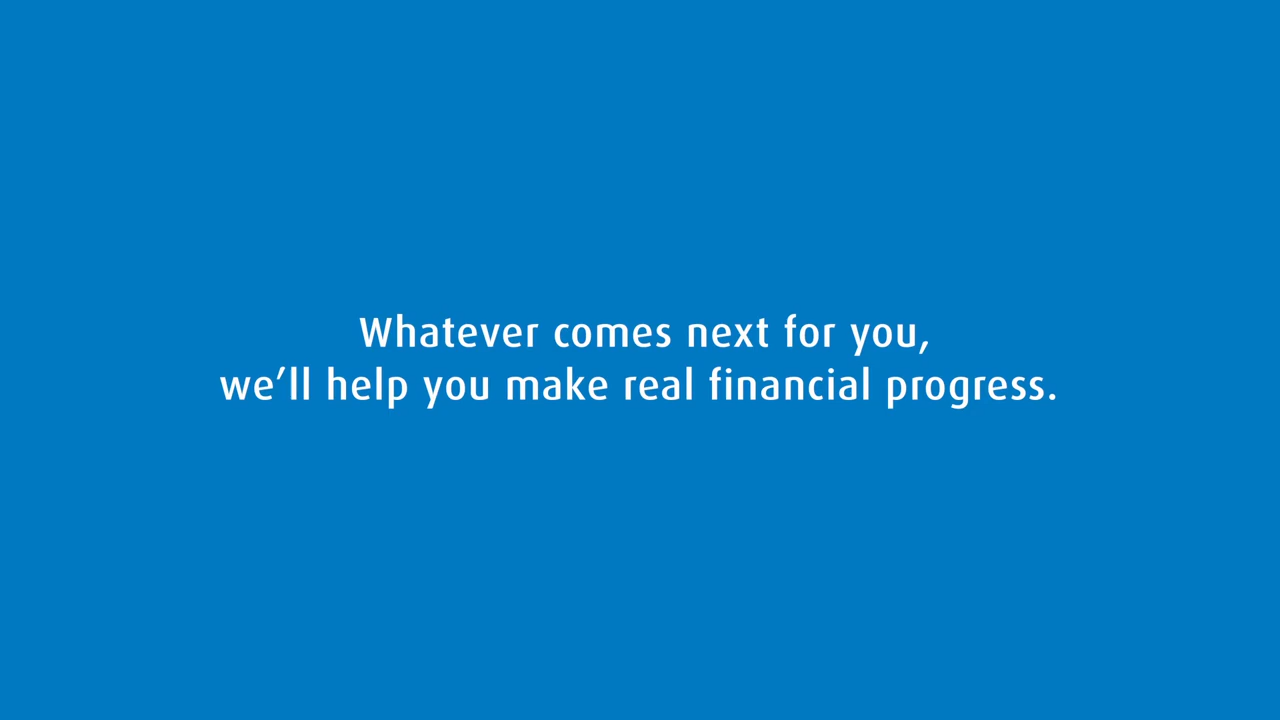 Whatever comes next for you,
we’ll help you make real financial progress.